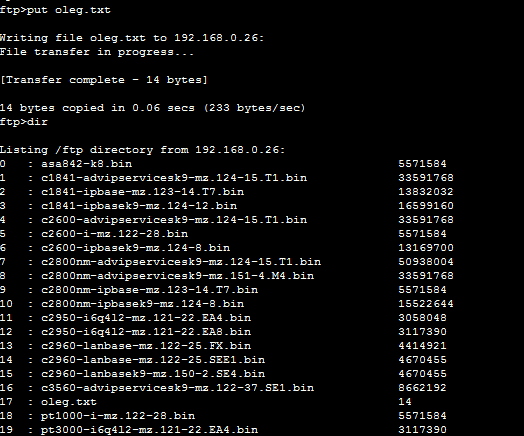 ftp>put oleg.txt
Writing file oleg.txt to 192.168.0.26:
File transfer in progress...
[Transfer complete - 14 bytes]
14 bytes copied in 0.06 secs (233 bytes/sec)
ftp>dir
Listing /ftp directory from 192.168.0.26:
0 : asa842-k8.bin 5571584
1 : c1841-advipservicesk9-mz.124-15.T1.bin 33591768
2 : c1841-ipbase-mz.123-14.T7.bin 13832032
3 : c1841-ipbasek9-mz.124-12.bin 16599160
4 : c2600-advipservicesk9-mz.124-15.T1.bin 33591768
5 : c2600-i-mz.122-28.bin 5571584
6 : c2600-ipbasek9-mz.124-8.bin 13169700
7 : c2800nm-advipservicesk9-mz.124-15.T1.bin 50938004
8 : c2800nm-advipservicesk9-mz.151-4.M4.bin 33591768
9 : c2800nm-ipbase-mz.123-14.T7.bin 5571584
10 : c2800nm-ipbasek9-mz.124-8.bin 15522644
11 : c2950-i6q4l2-mz.121-22.EA4.bin 3058048
12 : c2950-i6q4l2-mz.121-22.EA8.bin 3117390
13 : c2960-lanbase-mz.122-25.FX.bin 4414921
14 : c2960-lanbase-mz.122-25.SEE1.bin 4670455
15 : c2960-lanbasek9-mz.150-2.SE4.bin 4670455
16 : c3560-advipservicesk9-mz.122-37.SE1.bin 8662192
17 : oleg.txt 14
18 : pt1000-i-mz.122-28.bin 5571584
19 : pt3000-i6q4l2-mz.121-22.EA4.bin 3117390